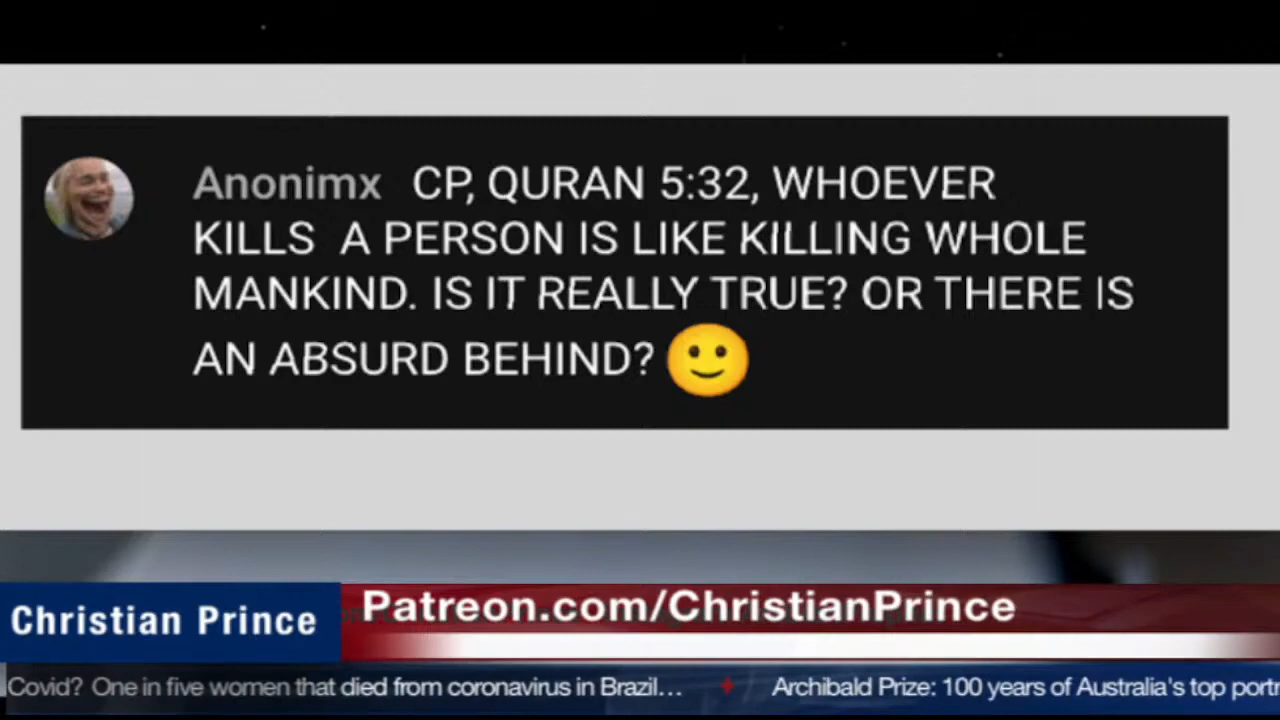 Anonimx CP, QURAN 5:32, WHOEVER
KILLS A PERSON IS LIKE KILLING WHOLE
MANKIND. IS IT REALLY TRUE? OR THERE IS
AN ABSURD BEHIND? 🙂
Christian Prince
Patreon.com/ChristianPrince
Covid? One in five women that died from coronavirus in Brazil... ♦ Archibald Prize: 100 years of Australia's top portr